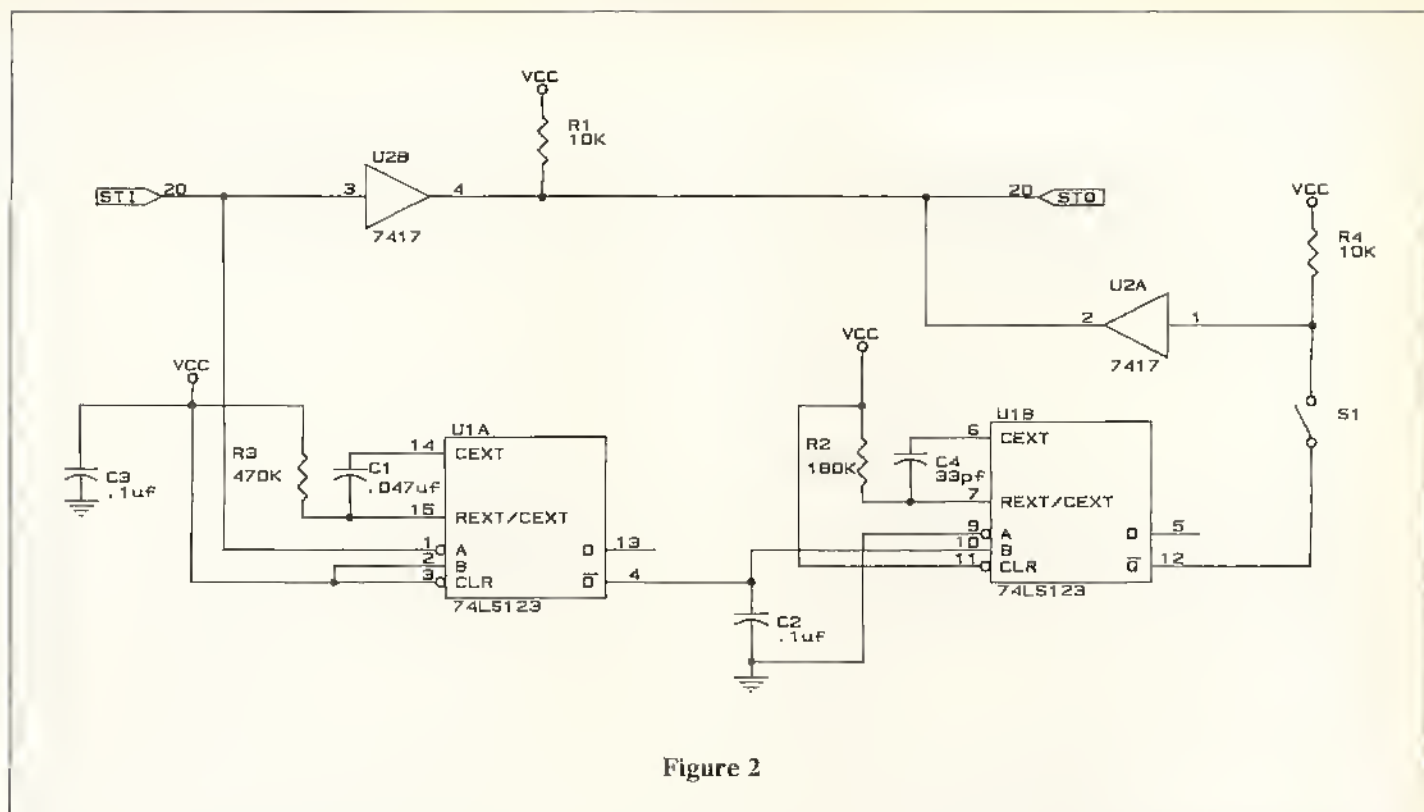 VCC
R1
10K
U2B
STI 20
3
4
7417
20 STO
VCC
R4
10K
U2A
2
1
7417
VCC
VCC
S1
U1A
U1B
R3
470K
C1
.047uf
14
CEXT
C3
.1uf
15
REXT/CEXT
R2
180K
C4
33pf
6
CEXT
7
REXT/CEXT
1
A
2
B
3
CLR
Q
13
Q
4
74LS123
9
A
10
B
11
CLR
Q
5
Q
12
74LS123
C2
.1uf
Figure 2